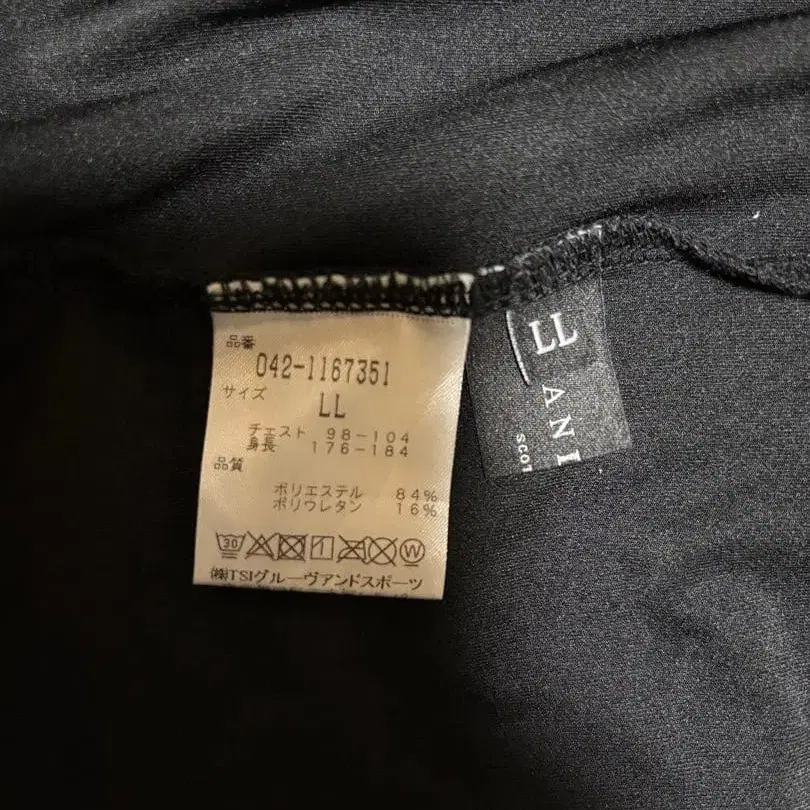 品番
042-1167351
サイズ
LL
チェスト 98-104
身長 176-184
品質
ポリエステル 84%
ポリウレタン 16%
30 W
㈱TSIグルーヴアンドスポーツ
LL
AND
SCOT